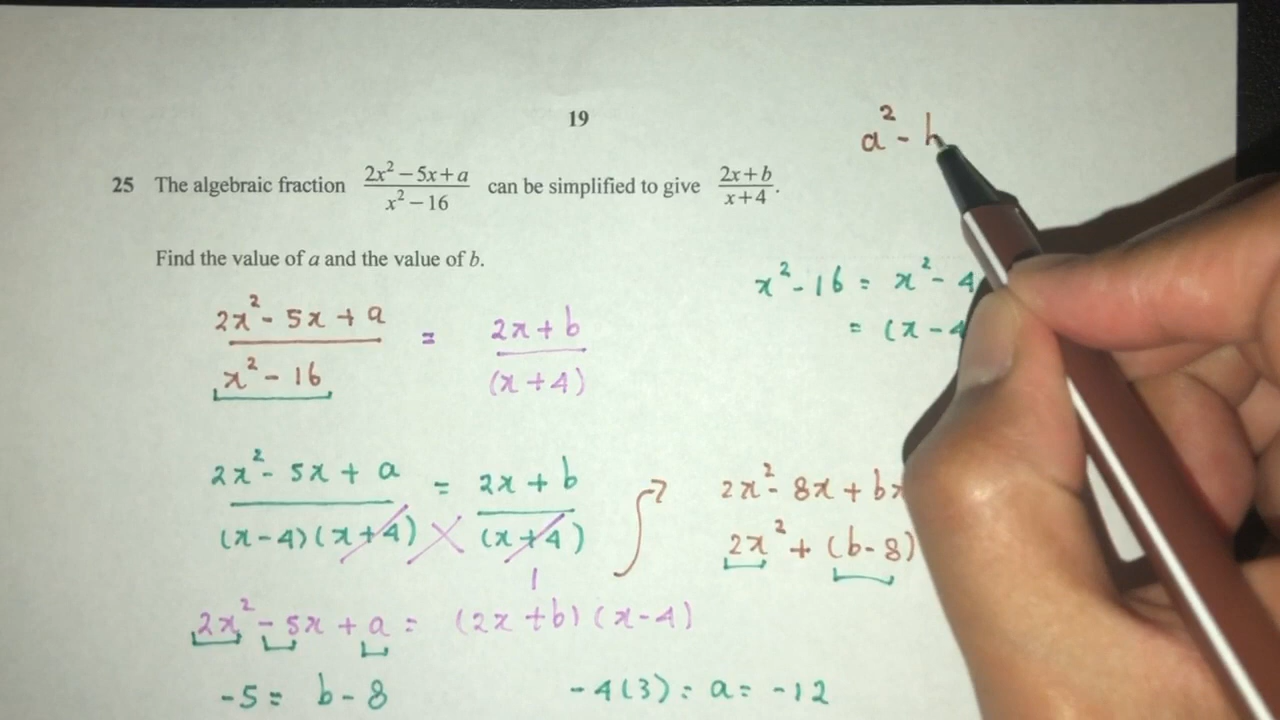 19
a² - b
25 The algebraic fraction (2x² – 5x + a)/(x² – 16) can be simplified to give (2x + b)/(x + 4).
Find the value of a and the value of b.
x² - 16 = x² - 4
= (x - 4
(2x² - 5x + a)/(x² - 16) = (2x + b)/((x + 4))
(2x² - 5x + a)/((x - 4)(x + 4)) = (2x + b)/((x + 4))
1
2x² - 8x + bx
2x² + (b - 8)
2x² - 5x + a = (2x + b)(x - 4)
-5 = b - 8
-4(3) = a = -12